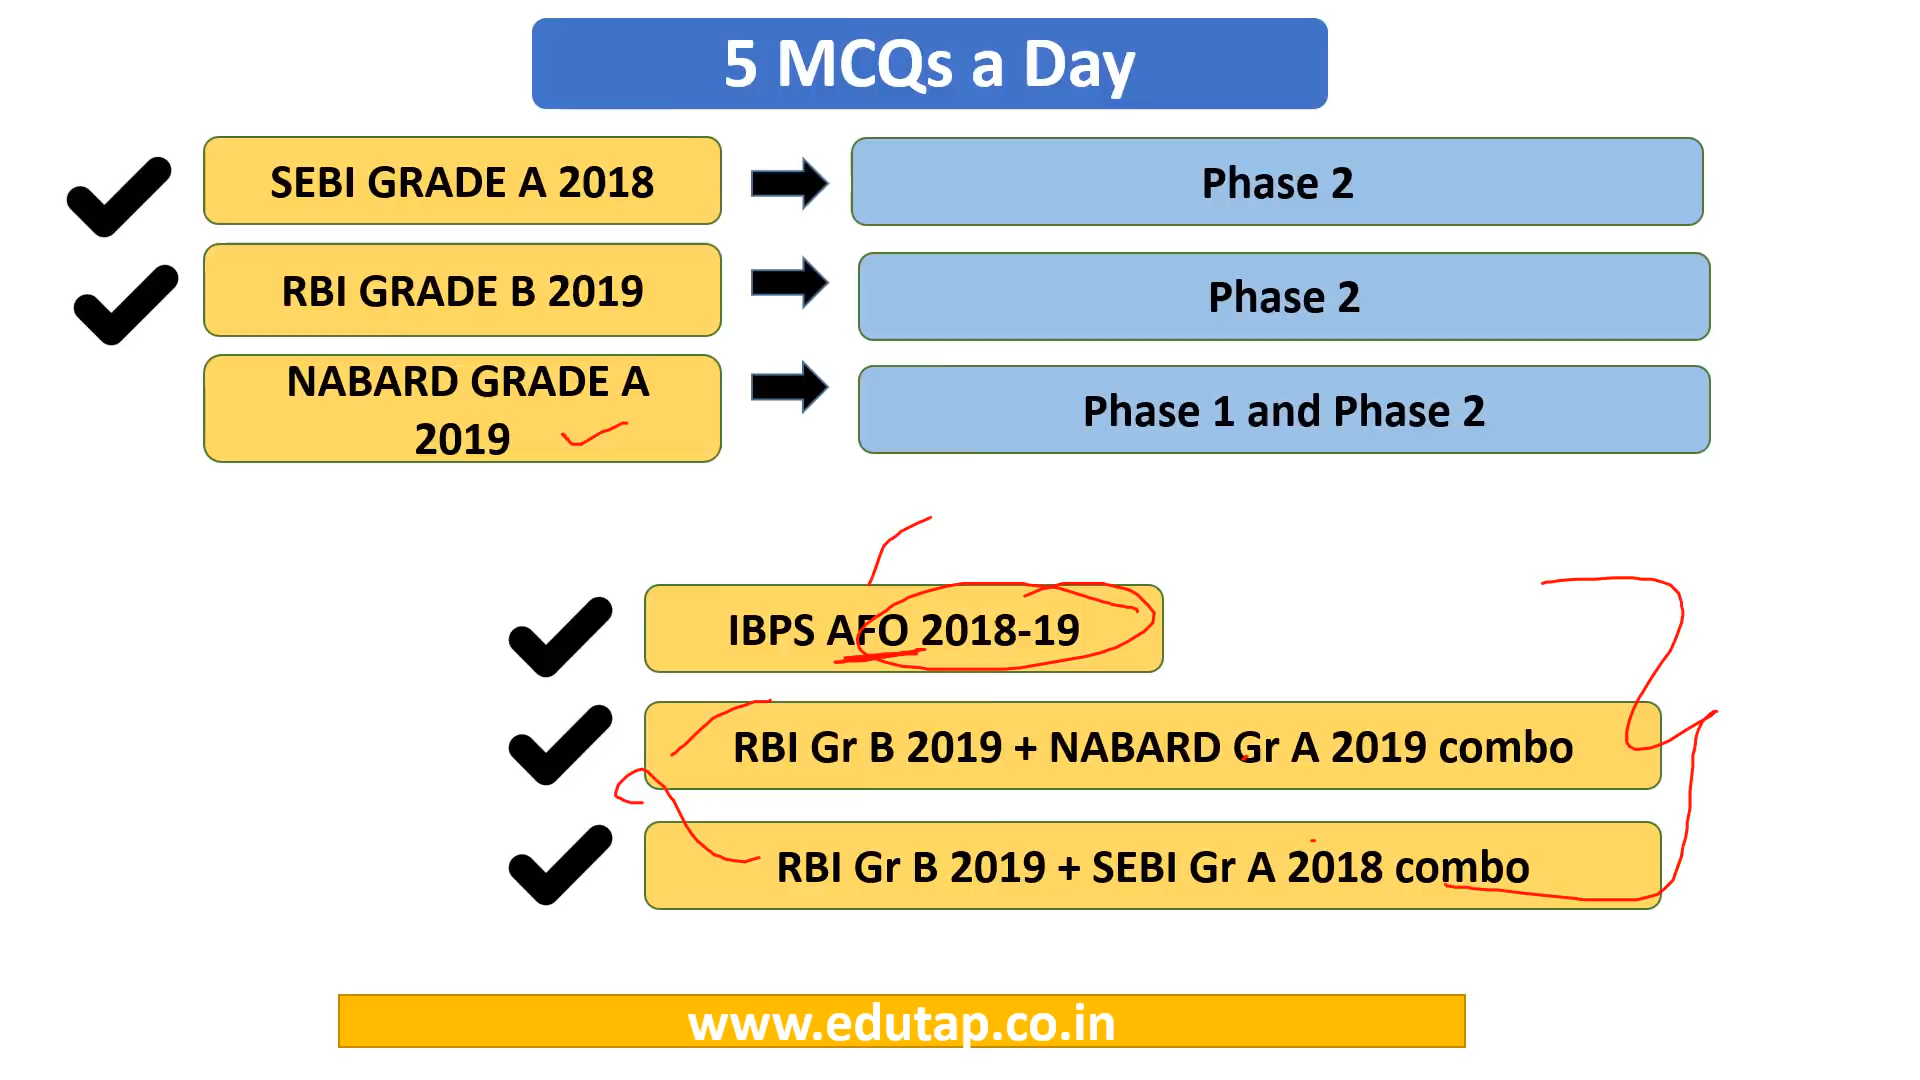 5 MCQs a Day
SEBI GRADE A 2018
Phase 2
RBI GRADE B 2019
Phase 2
NABARD GRADE A
2019
Phase 1 and Phase 2
IBPS AFO 2018-19
RBI Gr B 2019 + NABARD Gr A 2019 combo
RBI Gr B 2019 + SEBI Gr A 2018 combo
www.edutap.co.in